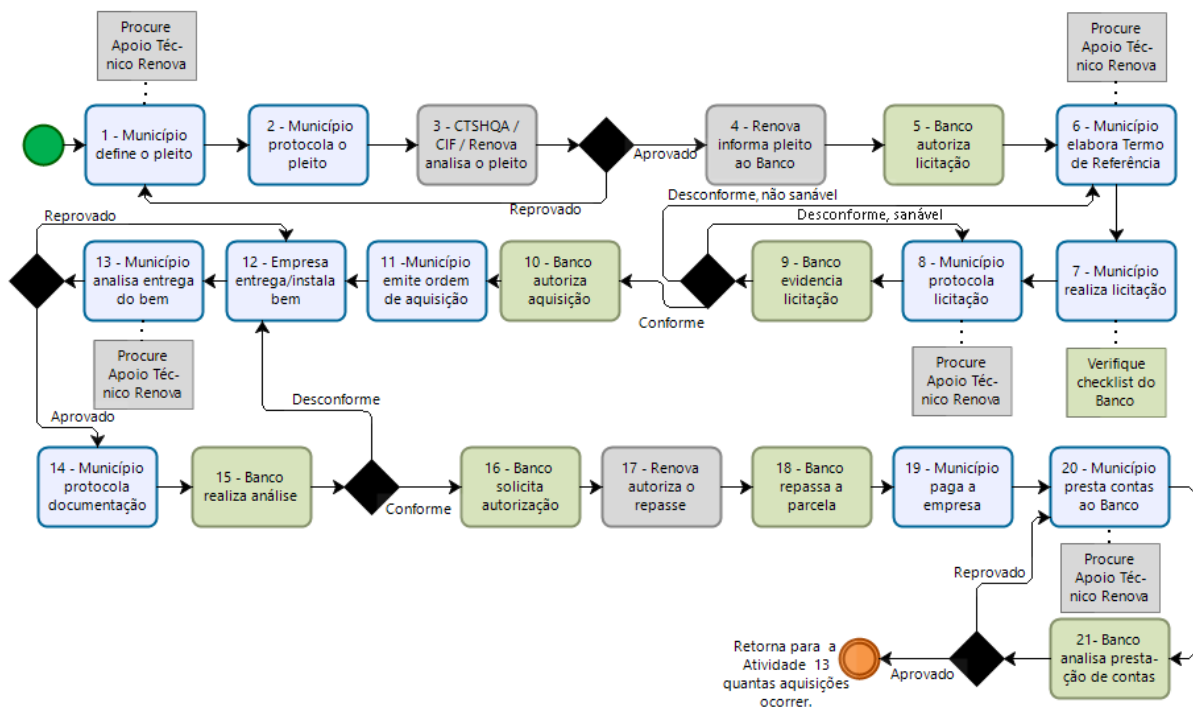 Procure
Apoio Téc-
nico Renova
Procure
Apoio Téc-
nico Renova
1 - Município
define o pleito
2 - Município
protocola o
pleito
3 - CTSHQA /
CIF / Renova
analisa o pleito
Aprovado
Reprovado
4 - Renova
informa pleito
ao Banco
5 - Banco
autoriza
licitação
6 - Município
elabora Termo
de Referência
Desconforme, não sanável
Desconforme, sanável
Reprovado
13 - Município
analisa entrega
do bem
12 - Empresa
entrega/instala
bem
11 -Município
emite ordem
de aquisição
10 - Banco
autoriza
aquisição
Conforme
9 - Banco
evidencia
licitação
8 - Município
protocola
licitação
7 - Município
realiza licitação
Procure
Apoio Téc-
nico Renova
Procure
Apoio Téc-
nico Renova
Verifique
checklist do
Banco
Desconforme
Aprovado
14 - Município
protocola
documentação
15 - Banco
realiza análise
Conforme
16 - Banco
solicita
autorização
17 - Renova
autoriza o
repasse
18 - Banco
repassa a
parcela
19 - Município
paga a
empresa
20 - Município
presta contas
ao Banco
Procure
Apoio Téc-
nico Renova
Reprovado
21- Banco
analisa presta-
ção de contas
Aprovado
Retorna para  a
Atividade  13
quantas aquisições
ocorrer.